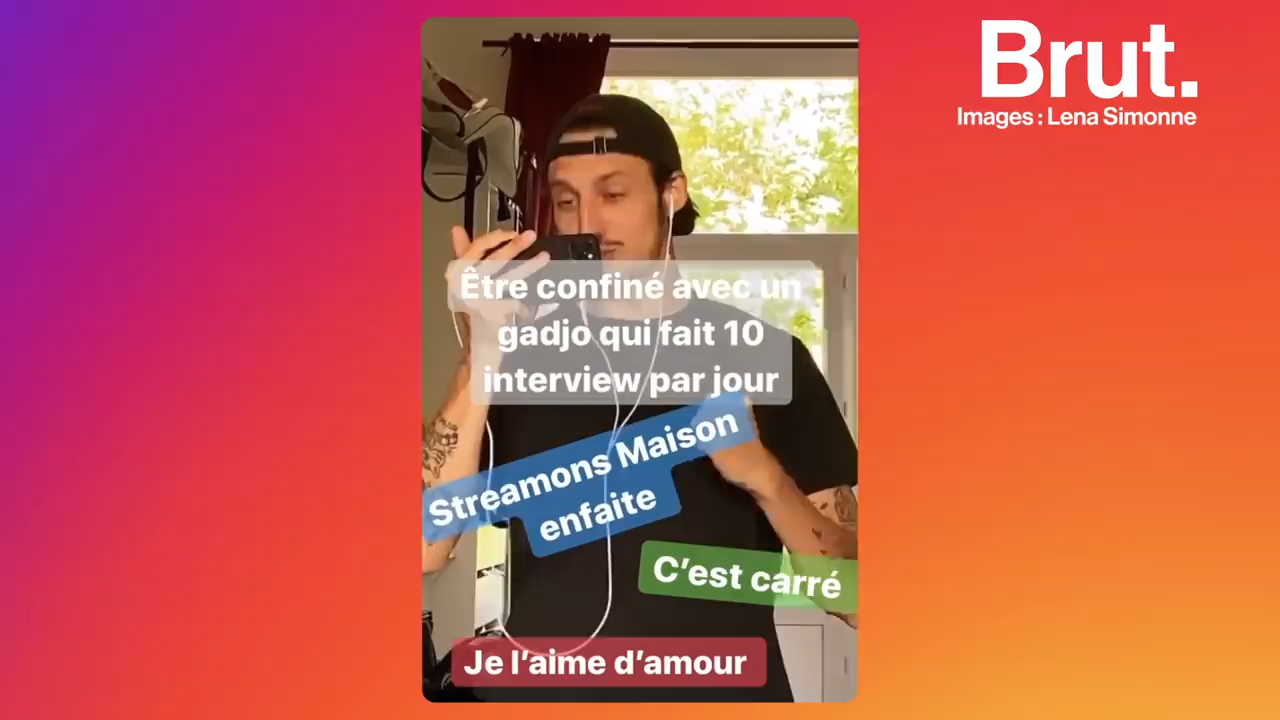 Brut.
Images : Lena Simonne
Être confiné avec un
gadjo qui fait 10
interview par jour
Streamons Maison
enfaite
C’est carré
Je l’aime d’amour